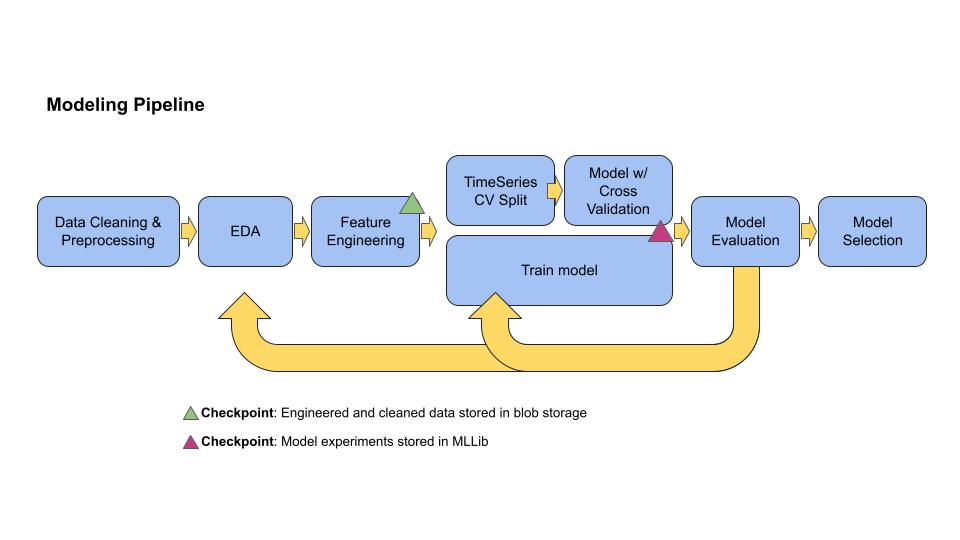 Modeling Pipeline
Data Cleaning &
Preprocessing
EDA
Feature
Engineering
TimeSeries
CV Split
Model w/
Cross
Validation
Train model
Model
Evaluation
Model
Selection
Checkpoint: Engineered and cleaned data stored in blob storage
Checkpoint: Model experiments stored in MLLib